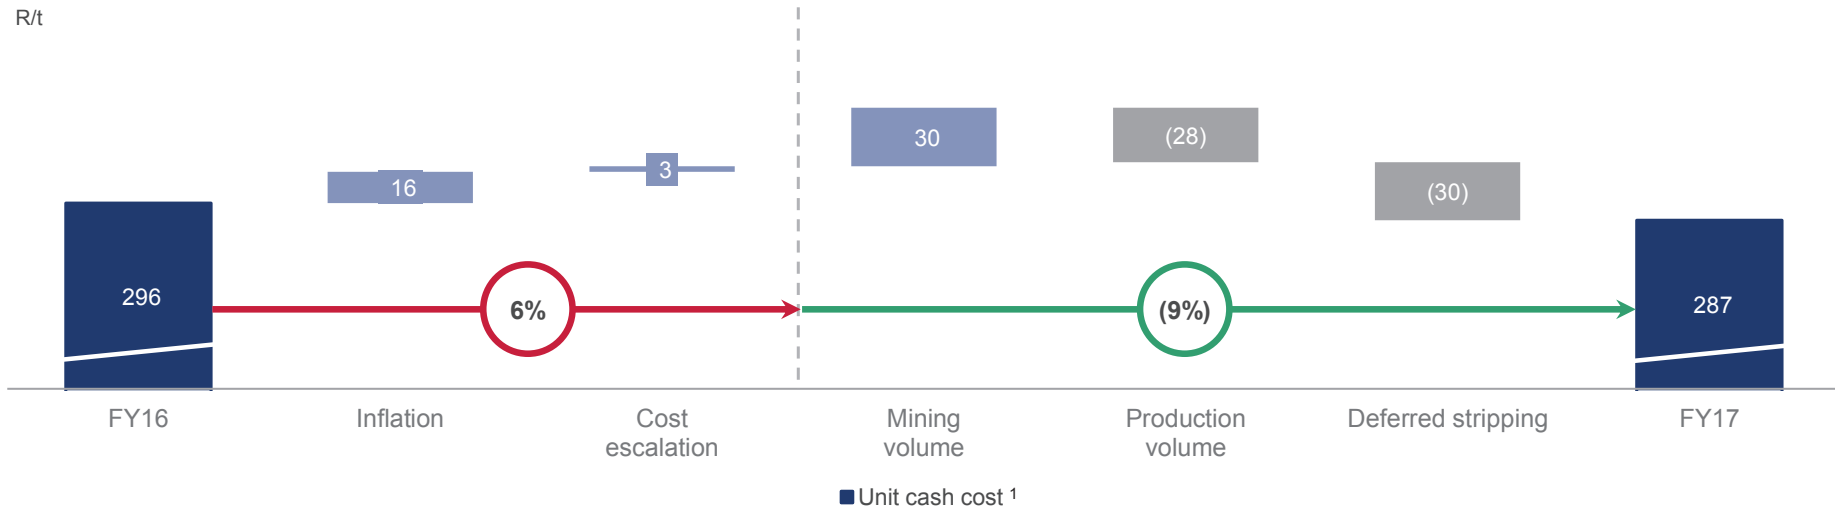 R/t
296
16
3
30
(28)
(30)
287
6%
(9%)
FY16
Inflation
Cost
escalation
Mining
volume
Production
volume
Deferred stripping
FY17
Unit cash cost 1